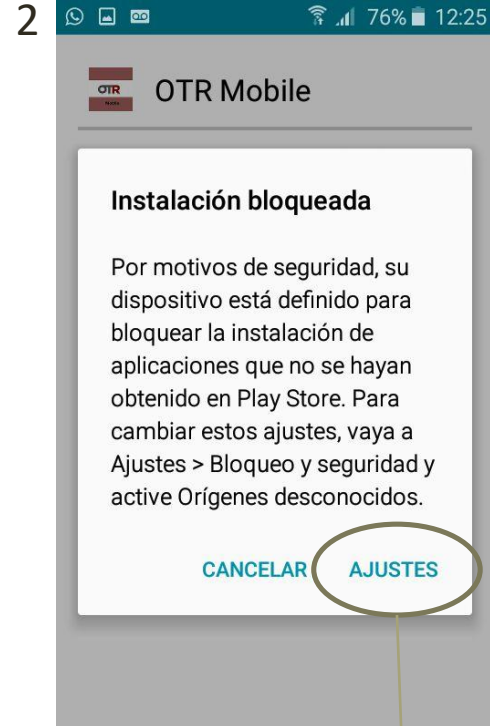 2
76% 12:25
OTR
OTR Mobile
Instalación bloqueada
Por motivos de seguridad, su
dispositivo está definido para
bloquear la instalación de
aplicaciones que no se hayan
obtenido en Play Store. Para
cambiar estos ajustes, vaya a
Ajustes > Bloqueo y seguridad y
active Orígenes desconocidos.
CANCELAR AJUSTES